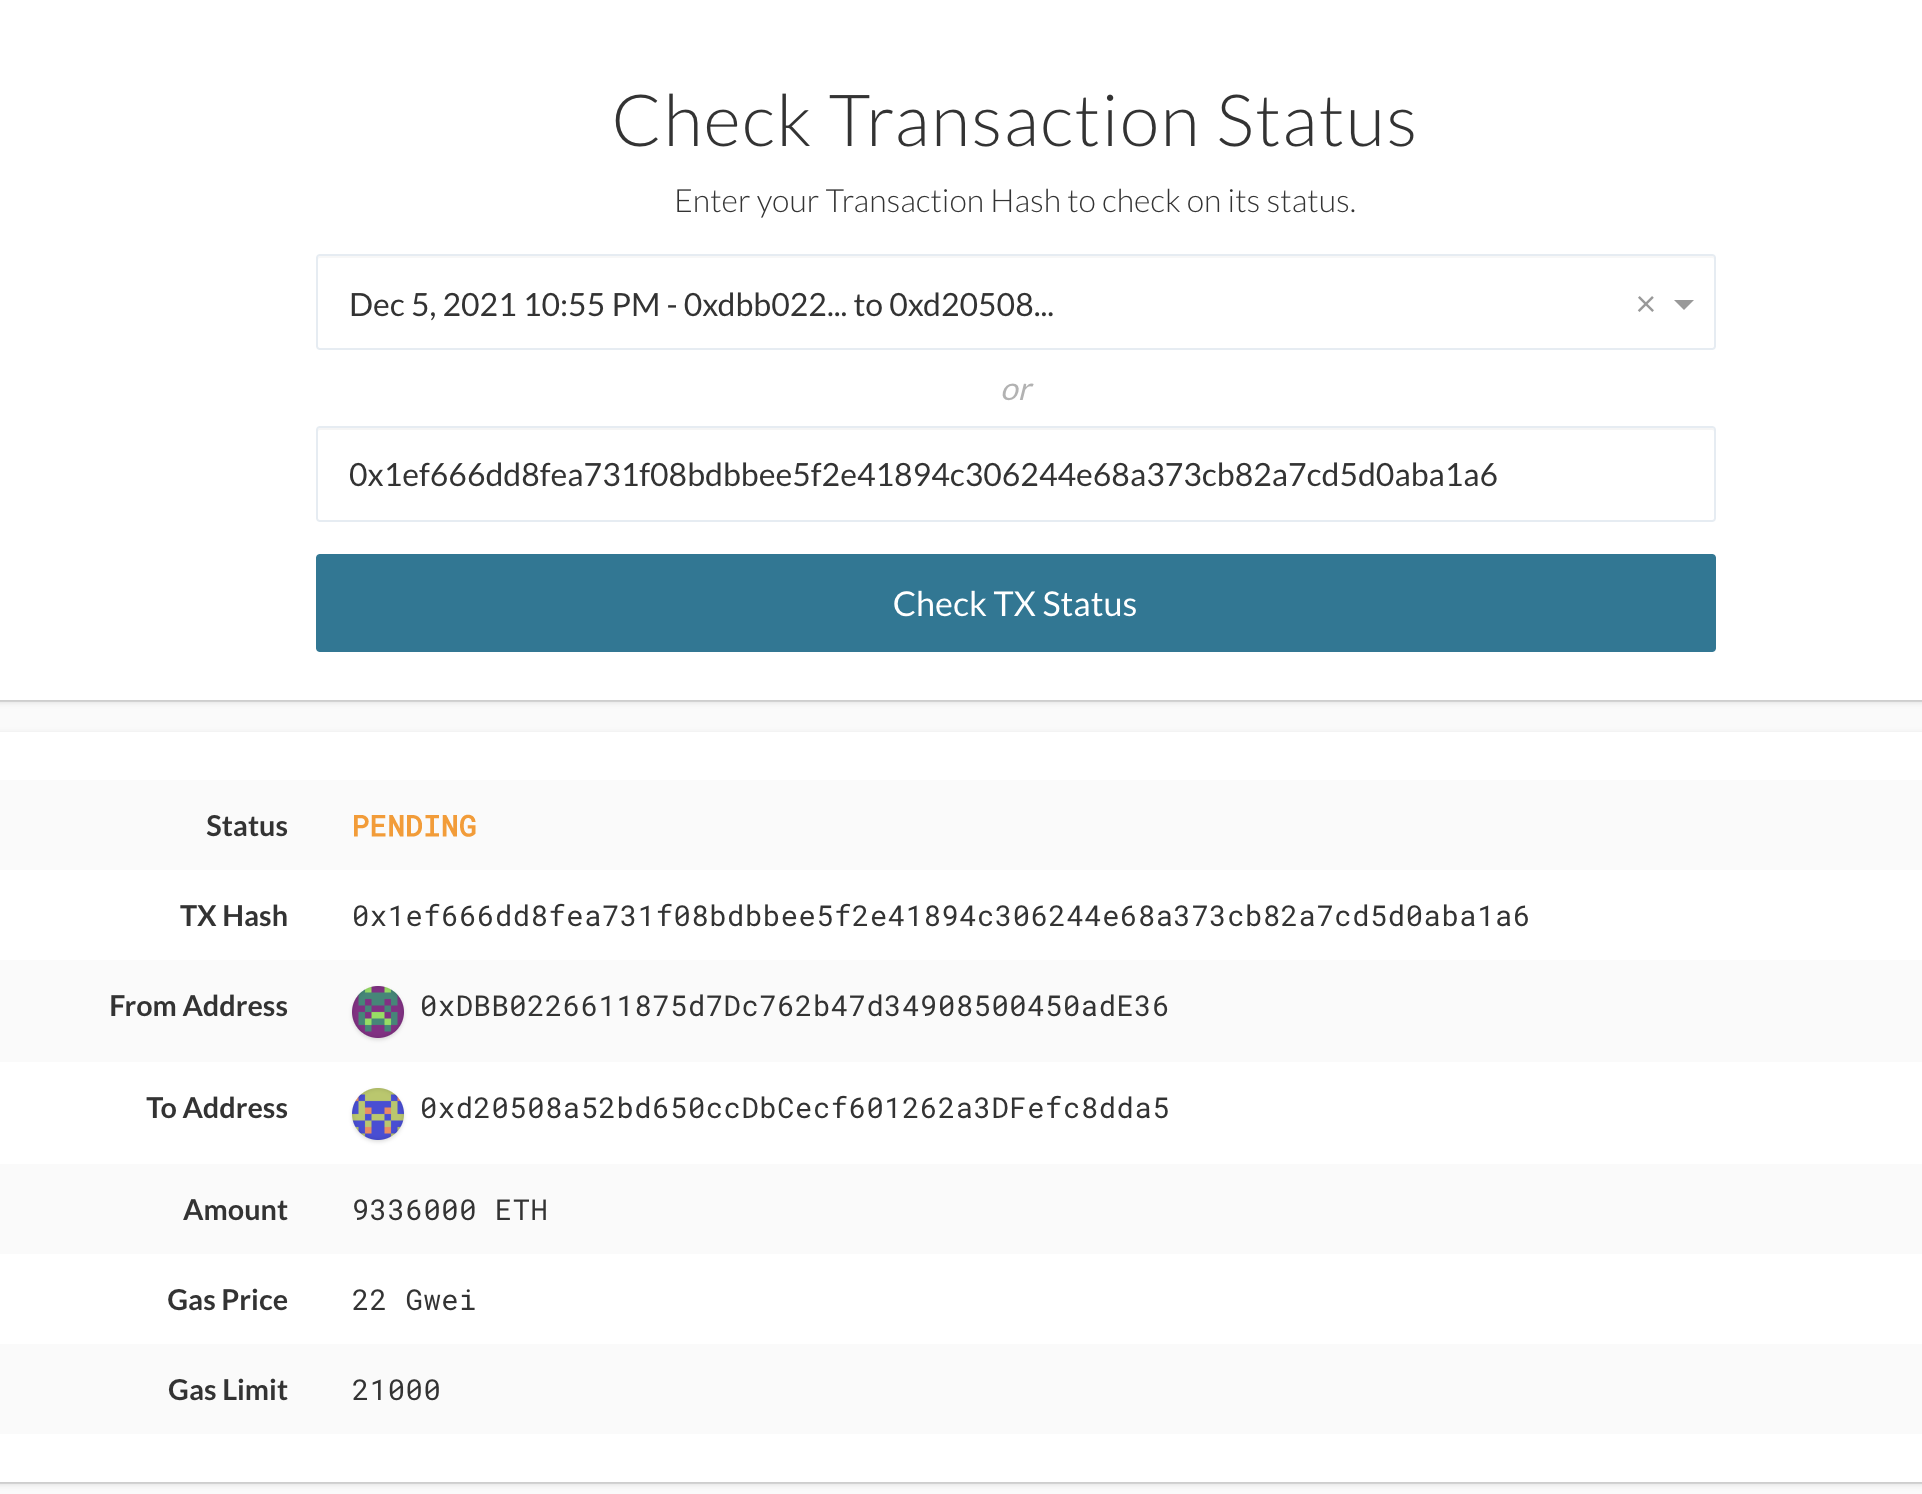 Check Transaction Status
Enter your Transaction Hash to check on its status.
Dec 5, 2021 10:55 PM - 0xdbb022... to 0xd20508...
or
0x1ef666dd8fea731f08bdbbee5f2e41894c306244e68a373cb82a7cd5d0aba1a6
Check TX Status
Status PENDING
TX Hash 0x1ef666dd8fea731f08bdbbee5f2e41894c306244e68a373cb82a7cd5d0aba1a6
From Address 0xDBB0226611875d7Dc762b47d34908500450adE36
To Address 0xd20508a52bd650ccDbCecf601262a3DFefc8dda5
Amount 9336000 ETH
Gas Price 22 Gwei
Gas Limit 21000